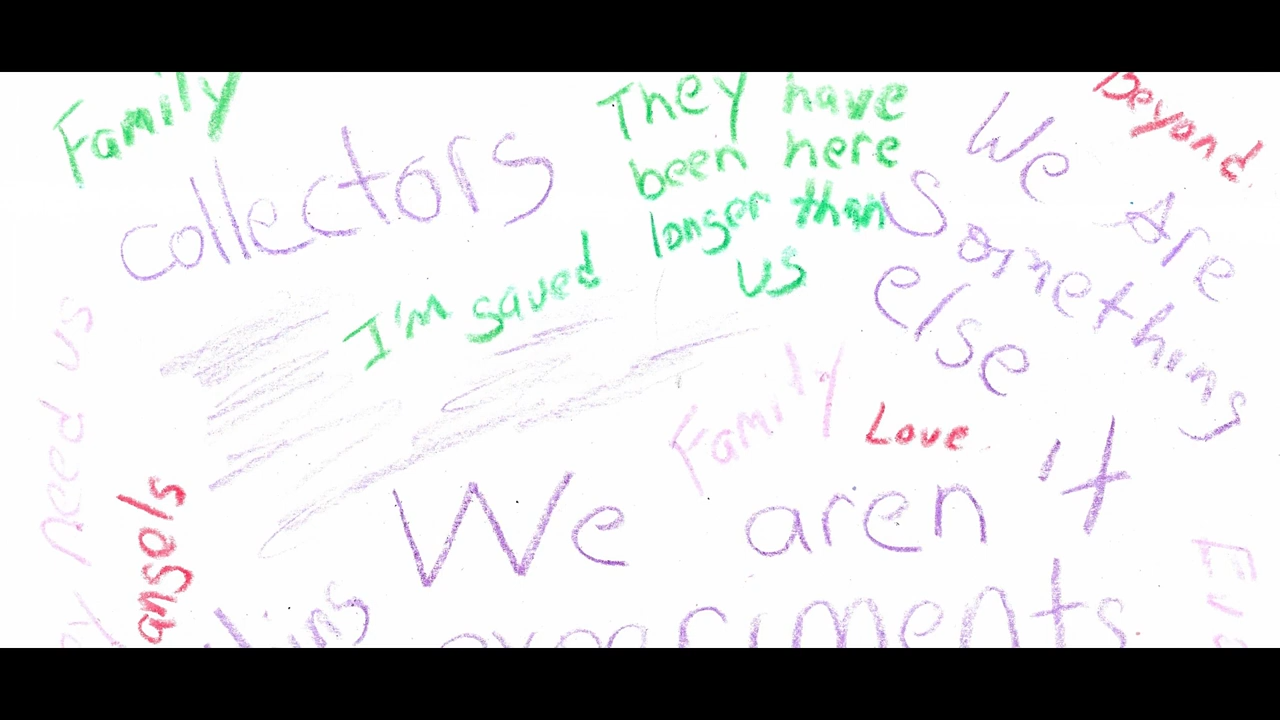 Family
collectors
They have
been here
longer than
us
beyond
We Are
Something
else
I'm saved
need us
Family
Love
angels
We aren't
experiments